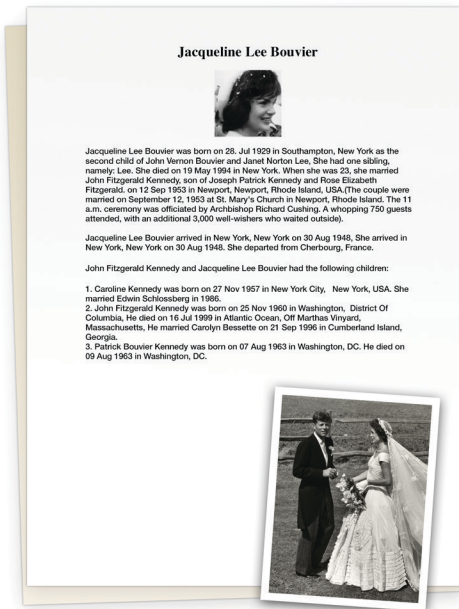 Jacqueline Lee Bouvier
Jacqueline Lee Bouvier was born on 28. Jul 1929 in Southampton, New York as the
second child of John Vernon Bouvier and Janet Norton Lee, She had one sibling,
namely: Lee. She died on 19 May 1994 in New York. When she was 23, she married
John Fitzgerald Kennedy, son of Joseph Patrick Kennedy and Rose Elizabeth
Fitzgerald. on 12 Sep 1953 in Newport, Newport, Rhode Island, USA.(The couple were
married on September 12, 1953 at St. Mary's Church in Newport, Rhode Island. The 11
a.m. ceremony was officiated by Archbishop Richard Cushing. A whopping 750 guests
attended, with an additional 3,000 well-wishers who waited outside).
Jacqueline Lee Bouvier arrived in New York, New York on 30 Aug 1948, She arrived in
New York, New York on 30 Aug 1948. She departed from Cherbourg, France.
John Fitzgerald Kennedy and Jacqueline Lee Bouvier had the following children:
1. Caroline Kennedy was born on 27 Nov 1957 in New York City, New York, USA. She
married Edwin Schlossberg in 1986.
2. John Fitzgerald Kennedy was born on 25 Nov 1960 in Washington, District Of
Columbia, He died on 16 Jul 1999 in Atlantic Ocean, Off Marthas Vinyard,
Massachusetts, He married Carolyn Bessette on 21 Sep 1996 in Cumberland Island,
Georgia.
3. Patrick Bouvier Kennedy was born on 07 Aug 1963 in Washington, DC. He died on
09 Aug 1963 in Washington, DC.